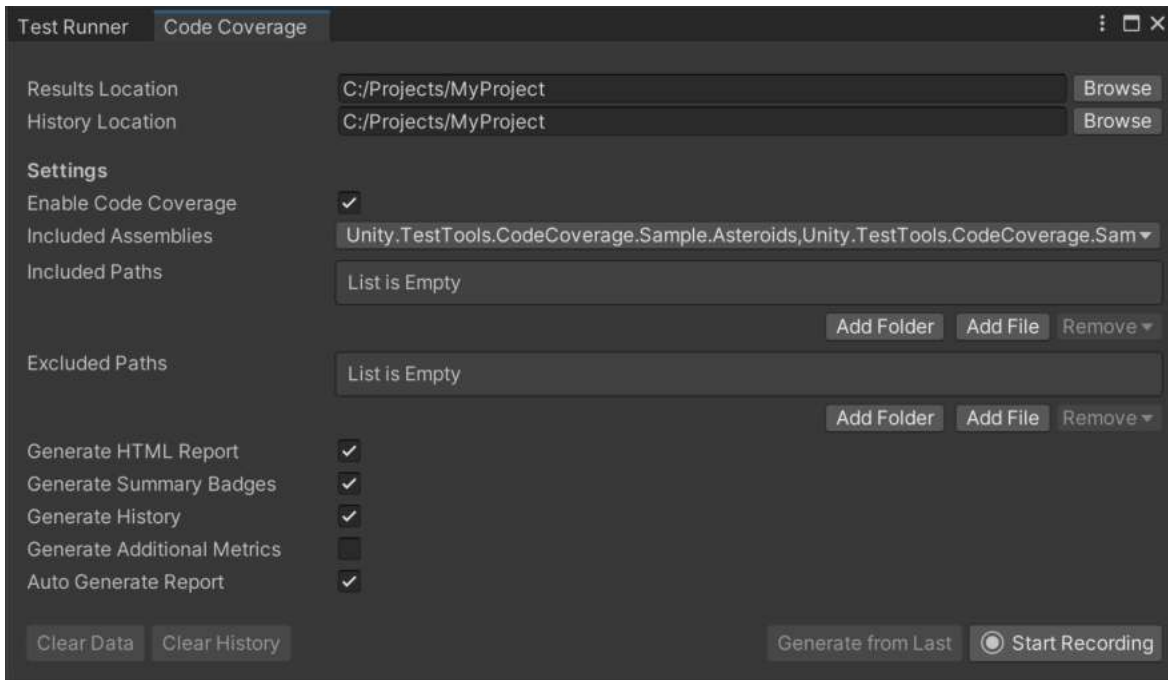 Test Runner Code Coverage
Results Location C:/Projects/MyProject Browse
History Location C:/Projects/MyProject Browse
Settings
Enable Code Coverage
Included Assemblies Unity.TestTools.CodeCoverage.Sample.Asteroids,Unity.TestTools.CodeCoverage.Sam
Included Paths
List is Empty
Add Folder Add File Remove
Excluded Paths
List is Empty
Add Folder Add File Remove
Generate HTML Report
Generate Summary Badges
Generate History
Generate Additional Metrics
Auto Generate Report
Clear Data Clear History Generate from Last Start Recording